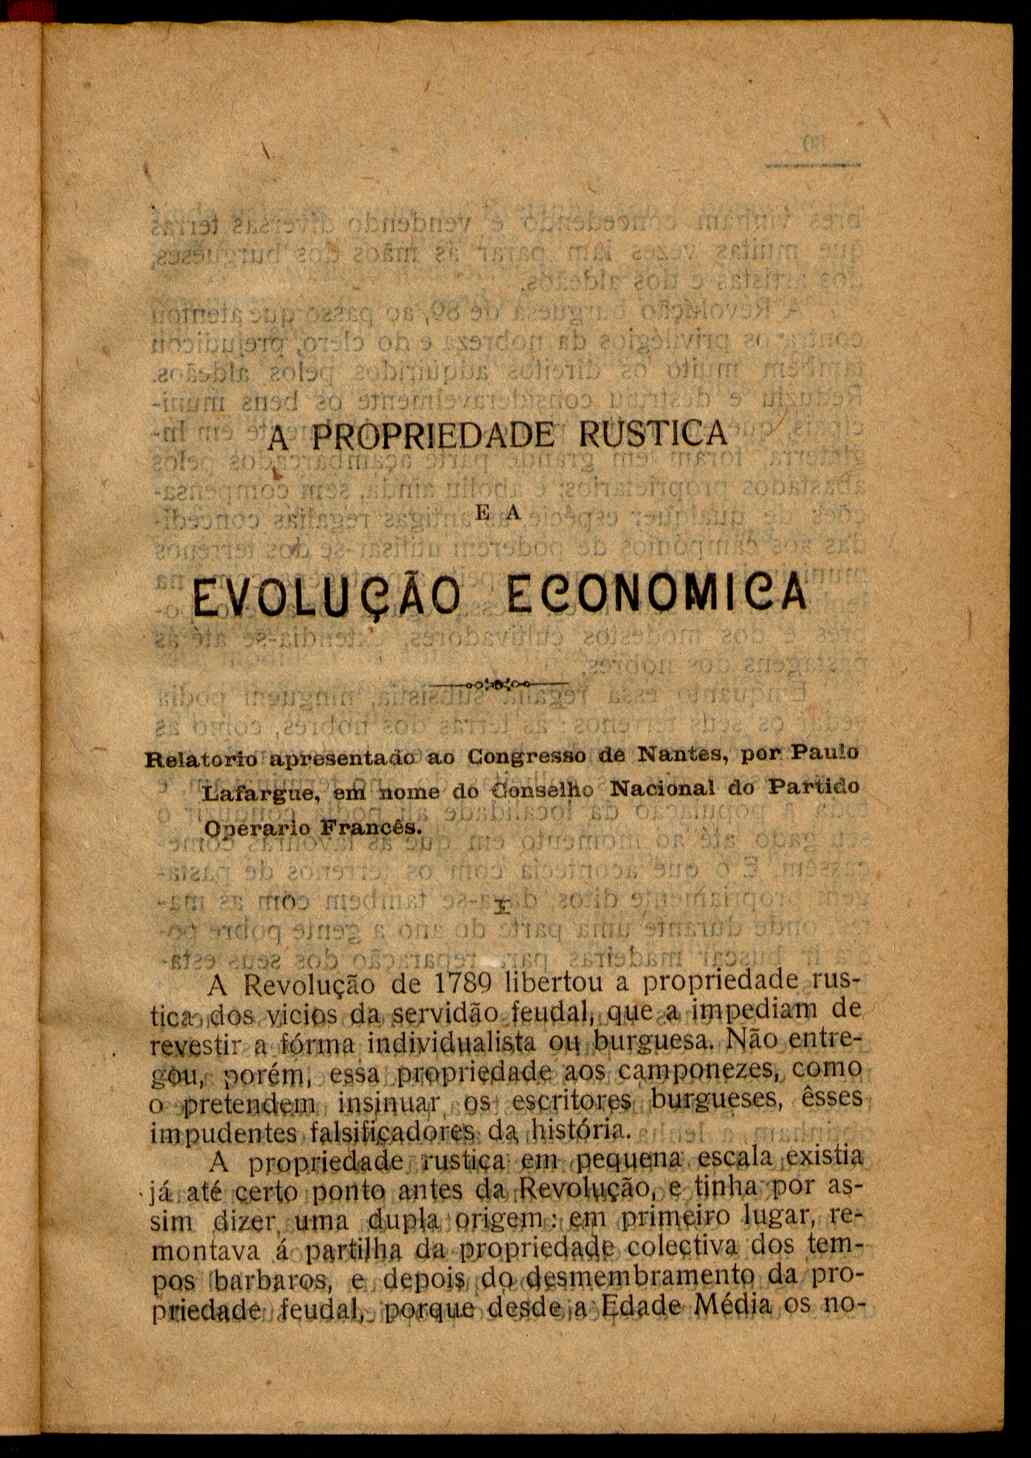 A PROPRIEDADE RUSTICA
E A
EVOLUÇÃO ECONOMICA
Relatorio apresentado ao Congresso de Nantes, por Paulo
Lafargue, em nome do Conselho Nacional do Partido
Operario Francês.
I
A Revolução de 1789 libertou a propriedade rus-
tica dos vicios da servidão feudal, que a impediam de
revestir a fórma individualista ou burguesa. Não entre-
gou, porém, essa propriedade aos camponezes, como
o pretendem insinuar os escritores burgueses, êsses
impudentes falsificadores da história.
A propriedade rustica em pequena escala existia
já até certo ponto antes da Revolução, e tinha por as-
sim dizer uma dupla origem: em primeiro lugar, re-
montava á partilha da propriedade colectiva dos tem-
pos barbaros, e depois do desmembramento da pro-
priedade feudal, porque desde a Edade Média os no-